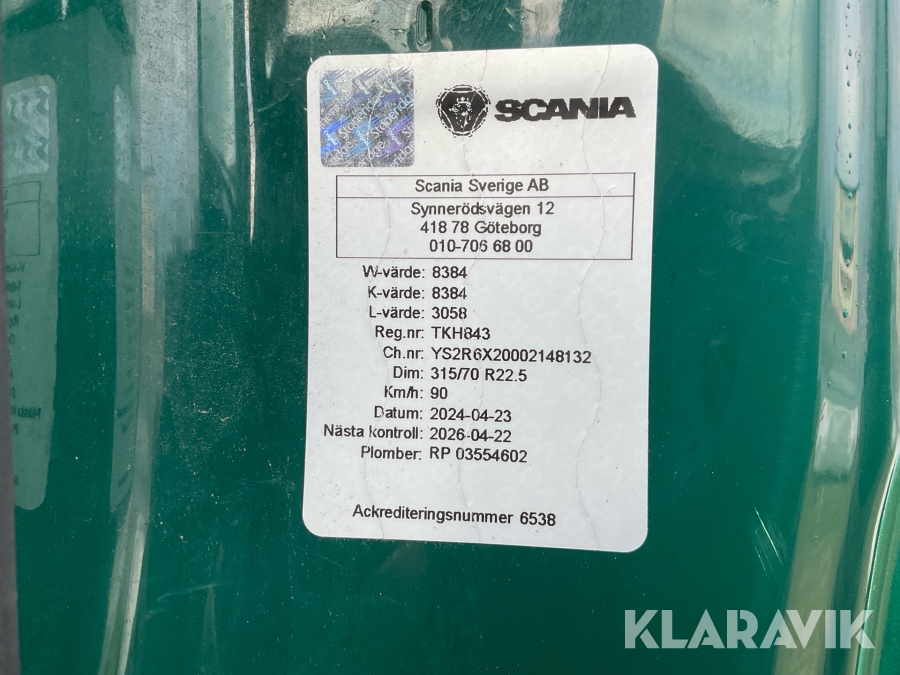 SCANIA
Scania Sverige AB
Synnerödsvägen 12
418 78 Göteborg
010-706 68 00
W-värde: 8384
K-värde: 8384
L-värde: 3058
Reg.nr: TKH843
Ch.nr: YS2R6X20002148132
Dim: 315/70 R22.5
Km/h: 90
Datum: 2024-04-23
Nästa kontroll: 2026-04-22
Plomber: RP 03554602
Ackrediteringsnummer 6538
KLARAVIK